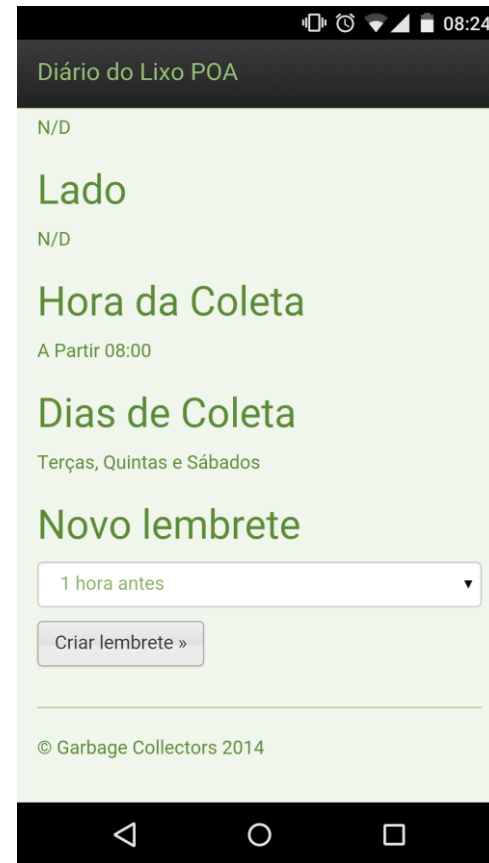 08:24
Diário do Lixo POA
N/D
Lado
N/D
Hora da Coleta
A Partir 08:00
Dias de Coleta
Terças, Quintas e Sábados
Novo lembrete
1 hora antes
Criar lembrete »
© Garbage Collectors 2014